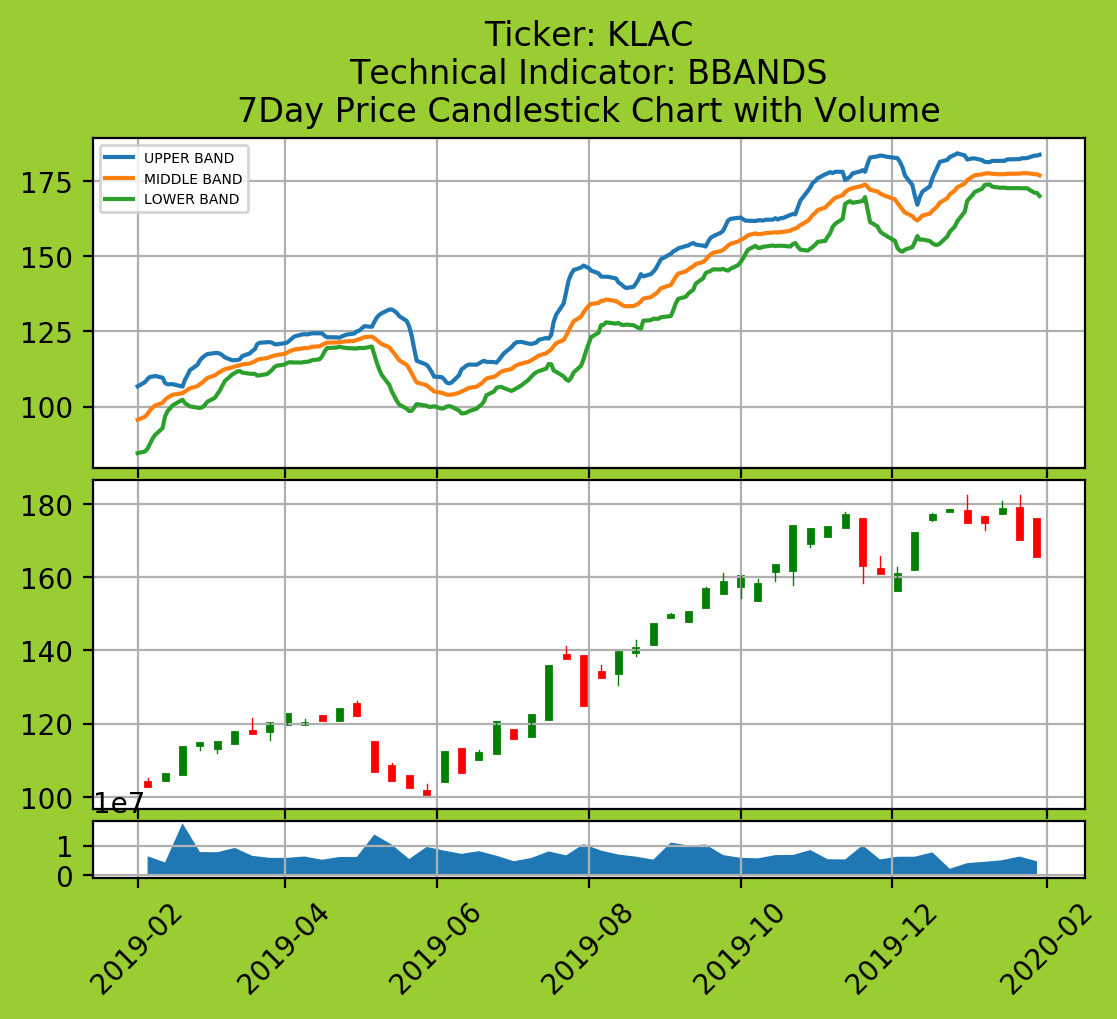 Ticker: KLAC
Technical Indicator: BBANDS
7Day Price Candlestick Chart with Volume
UPPER BAND
MIDDLE BAND
LOWER BAND
175
150
125
100
180
160
140
120
100
1e7
1
0
2019-02
2019-04
2019-06
2019-08
2019-10
2019-12
2020-02